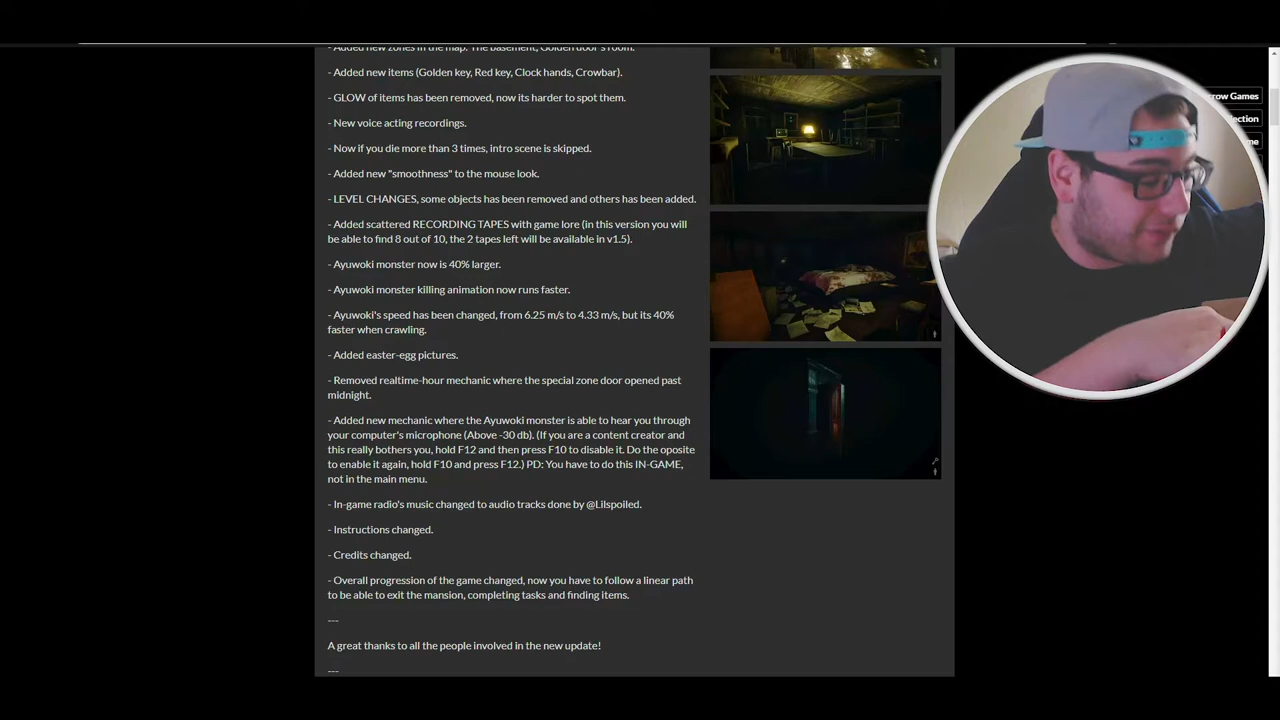 - Added new zones in the map. The basement, Golden door's room.
- Added new items (Golden key, Red key, Clock hands, Crowbar).
- GLOW of items has been removed, now its harder to spot them.
- New voice acting recordings.
- Now if you die more than 3 times, intro scene is skipped.
- Added new "smoothness" to the mouse look.
- LEVEL CHANGES, some objects has been removed and others has been added.
- Added scattered RECORDING TAPES with game lore (in this version you will
be able to find 8 out of 10, the 2 tapes left will be available in v1.5).
- Ayuwoki monster now is 40% larger.
- Ayuwoki monster killing animation now runs faster.
- Ayuwoki's speed has been changed, from 6.25 m/s to 4.33 m/s, but its 40%
faster when crawling.
- Added easter-egg pictures.
- Removed realtime-hour mechanic where the special zone door opened past
midnight.
- Added new mechanic where the Ayuwoki monster is able to hear you through
your computer's microphone (Above -30 db). (If you are a content creator and
this really bothers you, hold F12 and then press F10 to disable it. Do the oposite
to enable it again, hold F10 and press F12.) PD: You have to do this IN-GAME,
not in the main menu.
- In-game radio's music changed to audio tracks done by @Lilspoiled.
- Instructions changed.
- Credits changed.
- Overall progression of the game changed, now you have to follow a linear path
to be able to exit the mansion, completing tasks and finding items.
---
A great thanks to all the people involved in the new update!
---
row Games